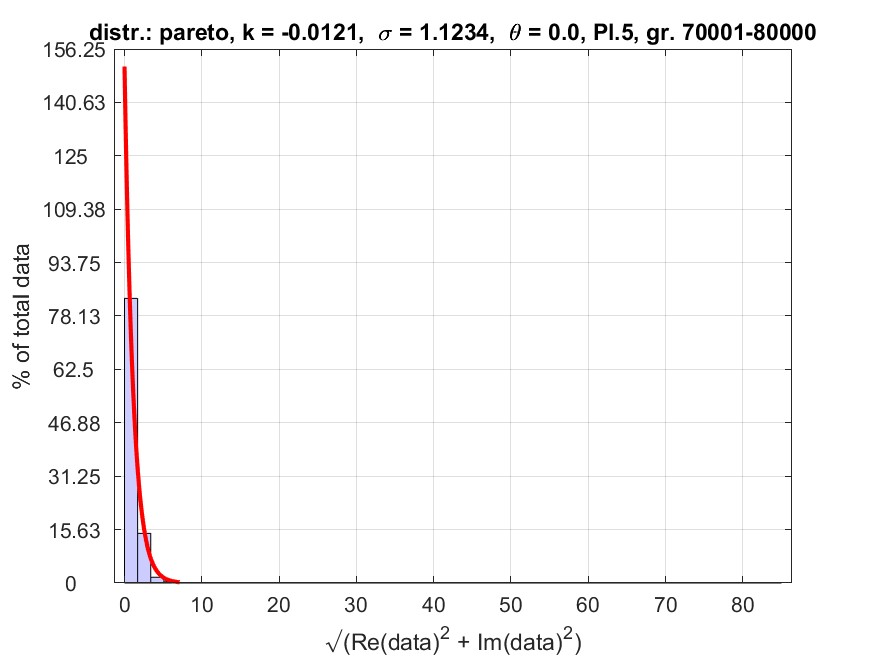 distr.: pareto, k = -0.0121, σ = 1.1234, θ = 0.0, Pl.5, gr. 70001-80000
156.25
140.63
125
109.38
93.75
78.13
62.5
46.88
31.25
15.63
0
% of total data
0 10 20 30 40 50 60 70 80
√(Re(data)² + Im(data)²)